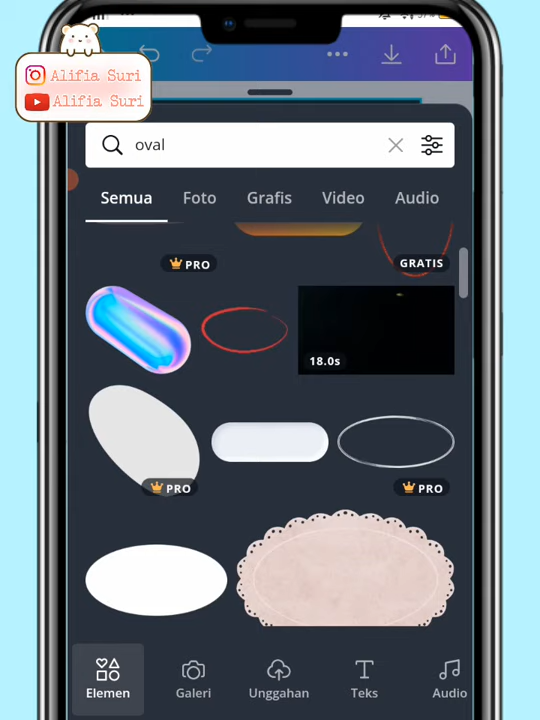 Alifia Suri
Alifia Suri
oval
Semua Foto Grafis Video Audio
PRO
GRATIS
18.0s
PRO
PRO
Elemen Galeri Unggahan Teks Audio